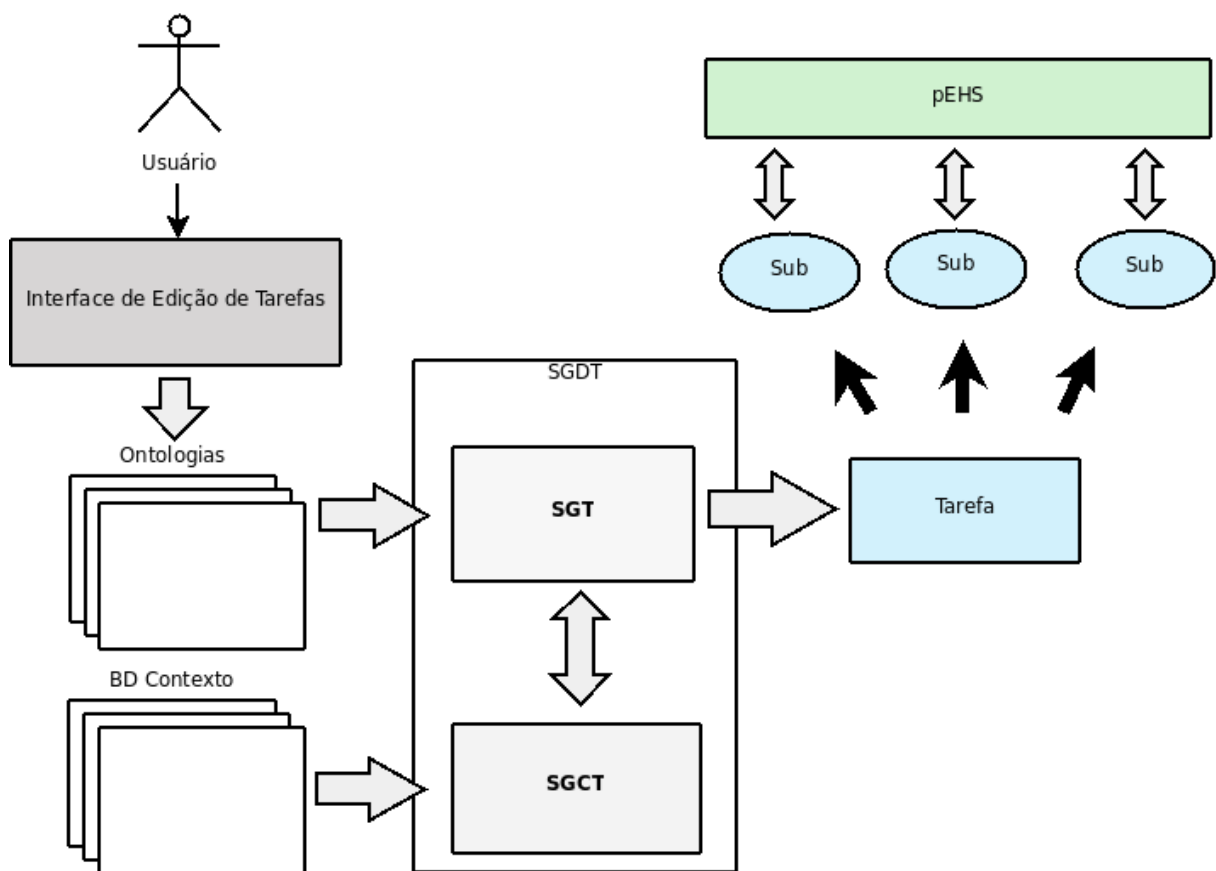 Usuário
Interface de Edição de Tarefas
Ontologias
BD Contexto
SGDT
SGT
SGCT
pEHS
Sub
Sub
Sub
Tarefa